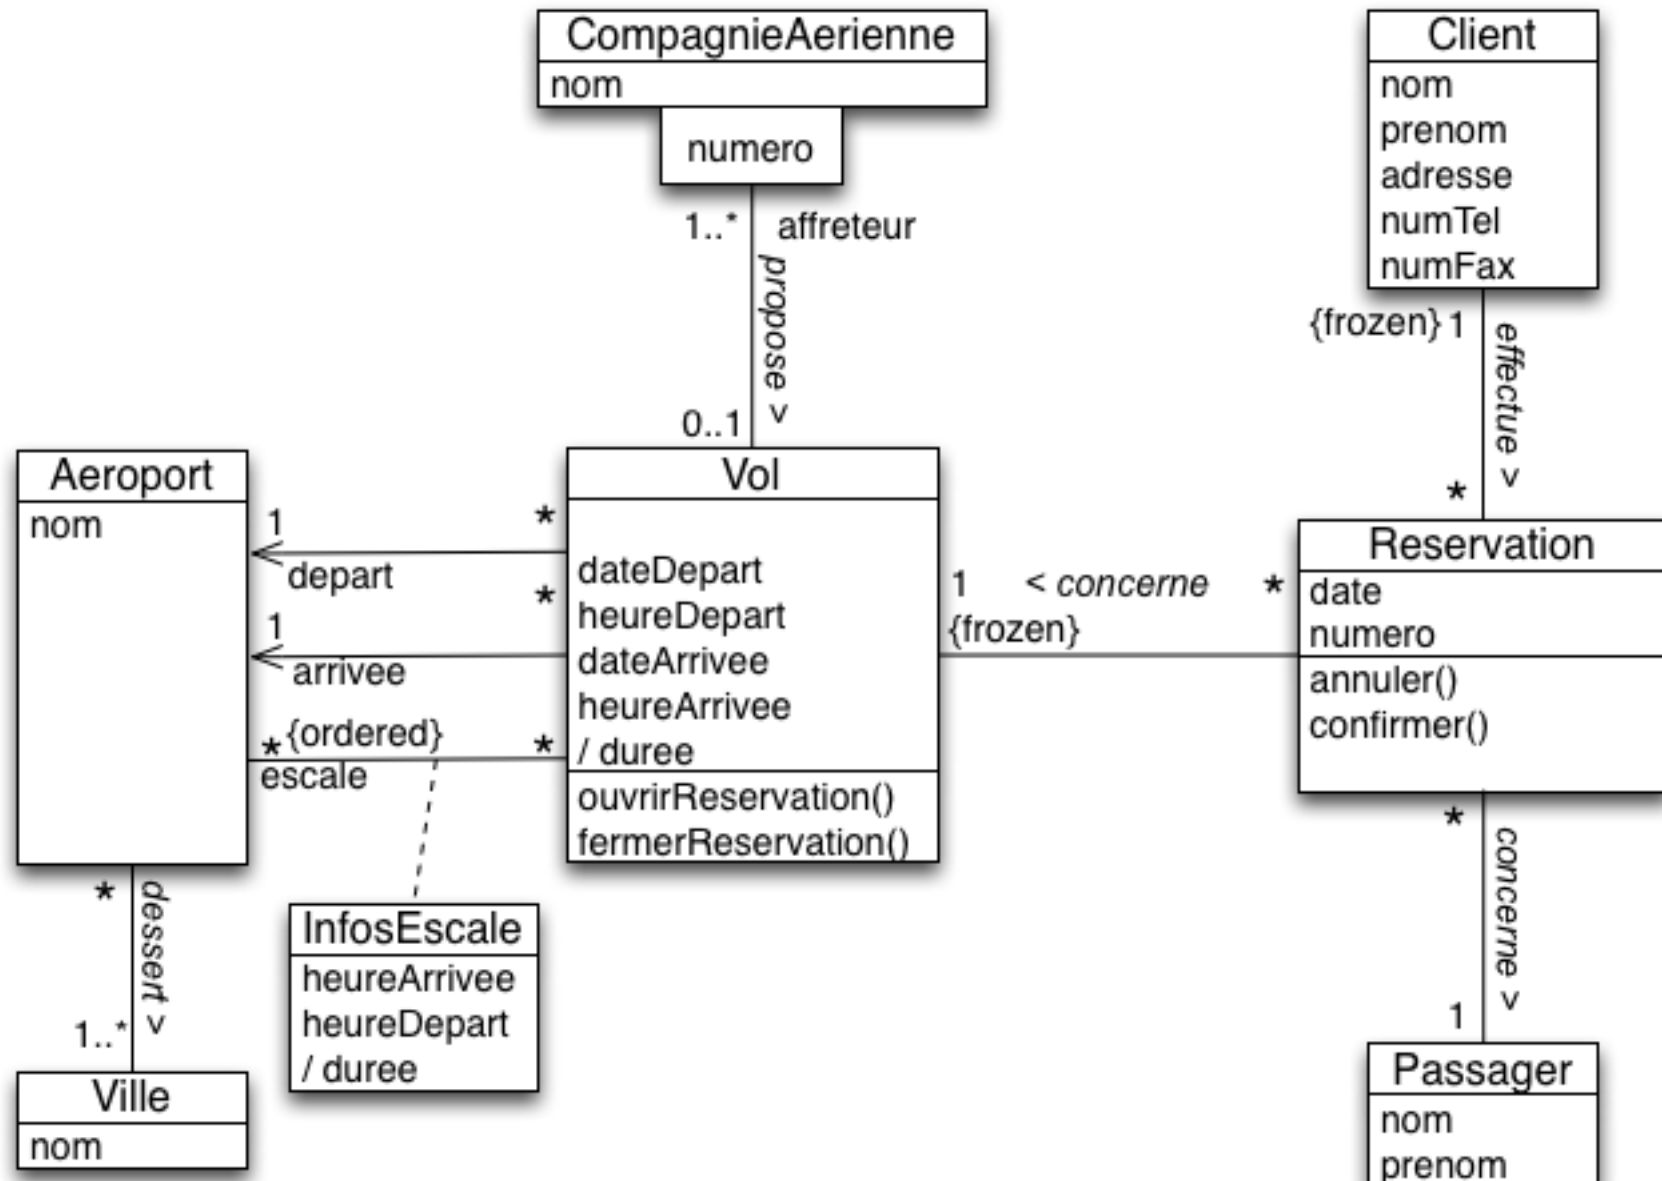 CompagnieAerienne
nom
numero
1..* affreteur
propose >
0..1
Client
nom
prenom
adresse
numTel
numFax
{frozen} 1
effectue >
*
Aeroport
nom
1
*
depart
*
1
arrivee
{ordered}
*
*
escale
Vol
dateDepart
heureDepart
dateArrivee
heureArrivee
/ duree
ouvrirReservation()
fermerReservation()
1 < concerne *
{frozen}
Reservation
date
numero
annuler()
confirmer()
*
concerne >
1
*
dessert >
1..*
InfosEscale
heureArrivee
heureDepart
/ duree
Ville
nom
Passager
nom
prenom